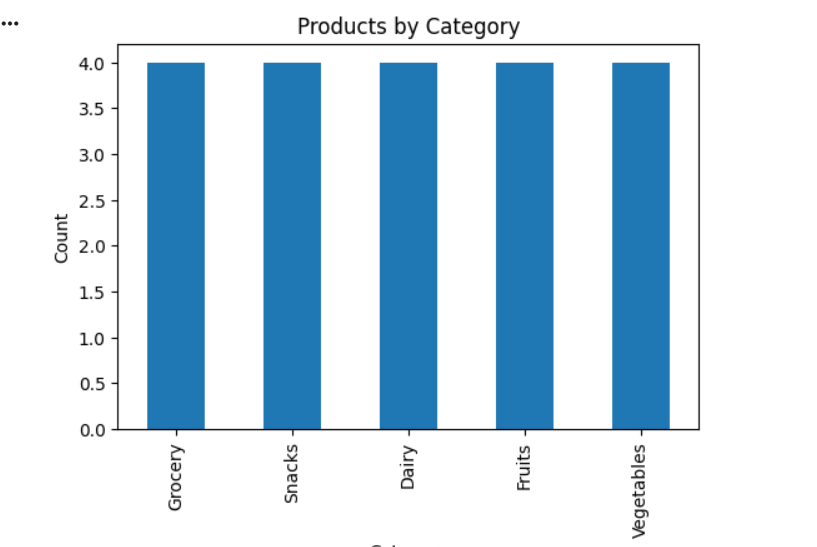 ...
Products by Category
4.0
3.5
3.0
2.5
2.0
1.5
1.0
0.5
0.0
Count
Grocery
Snacks
Dairy
Fruits
Vegetables